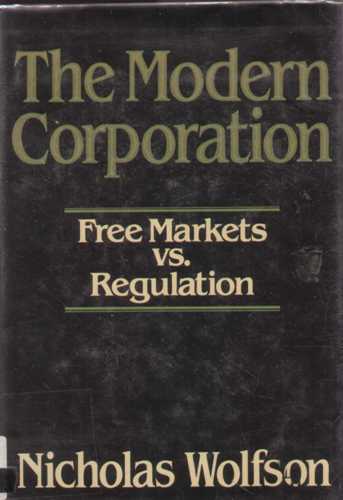 The Modern
Corporation
Free Markets
vs.
Regulation
Nicholas Wolfson